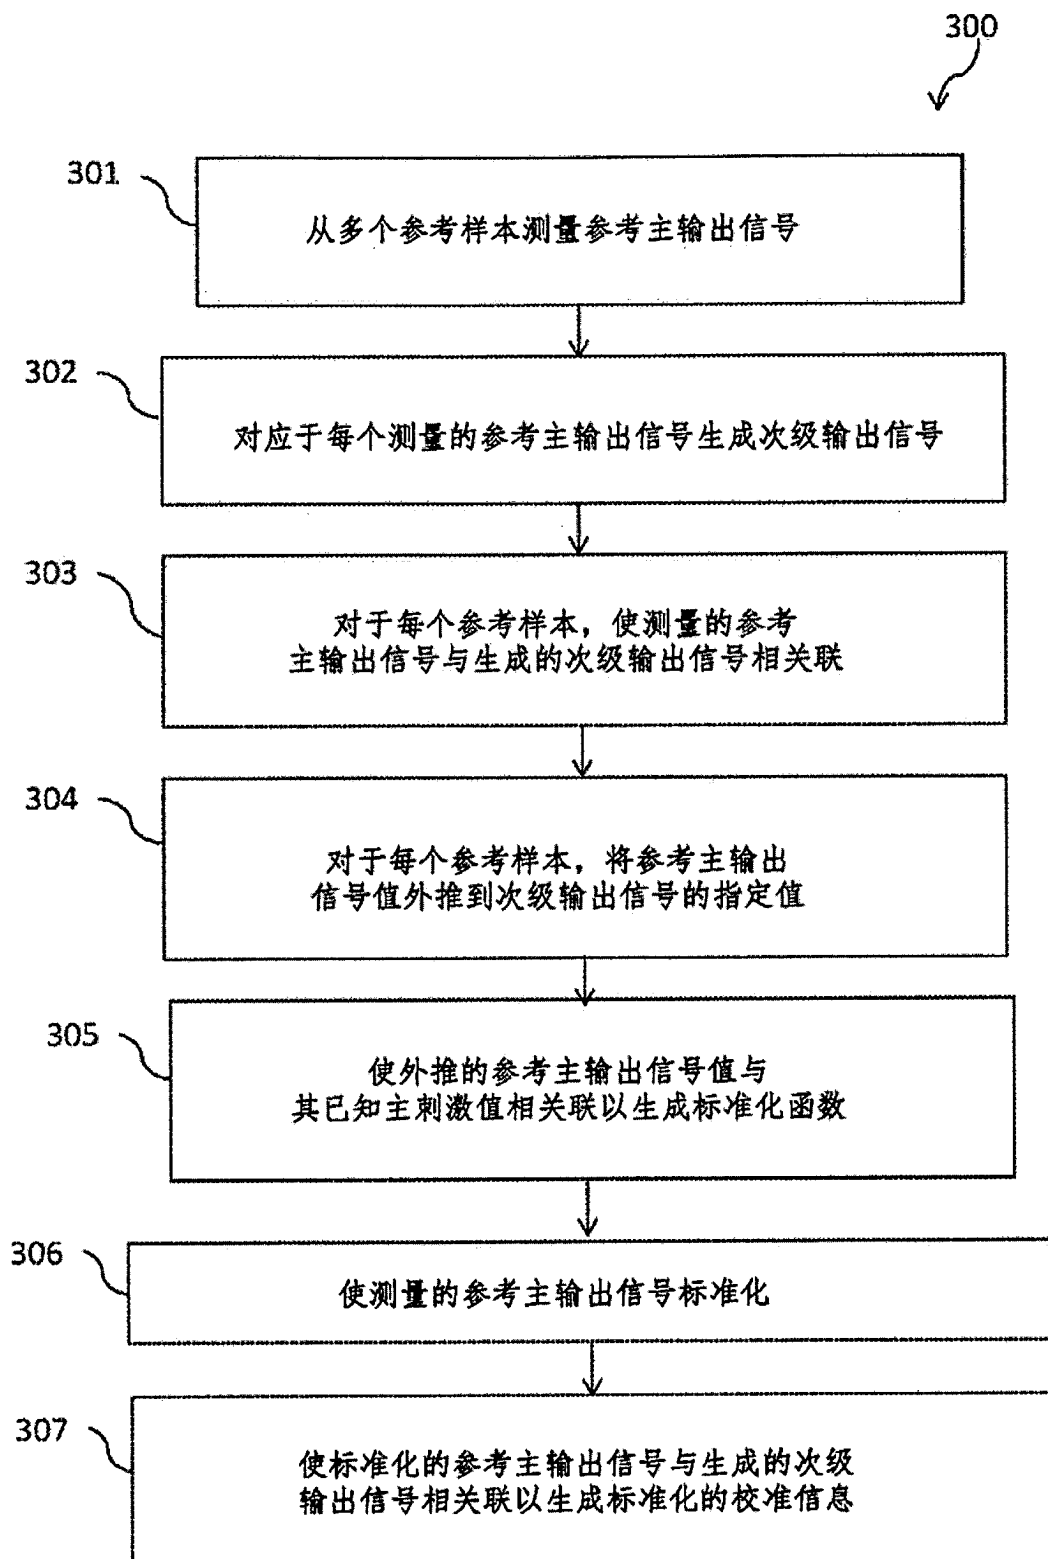 300
301
从多个参考样本测量参考主输出信号
302
对应于每个测量的参考主输出信号生成次级输出信号
303
对于每个参考样本，使测量的参考
主输出信号与生成的次级输出信号相关联
304
对于每个参考样本，将参考主输出
信号值外推到次级输出信号的指定值
305
使外推的参考主输出信号值与
其已知主刺激值相关联以生成标准化函数
306
使测量的参考主输出信号标准化
307
使标准化的参考主输出信号与生成的次级
输出信号相关联以生成标准化的校准信息